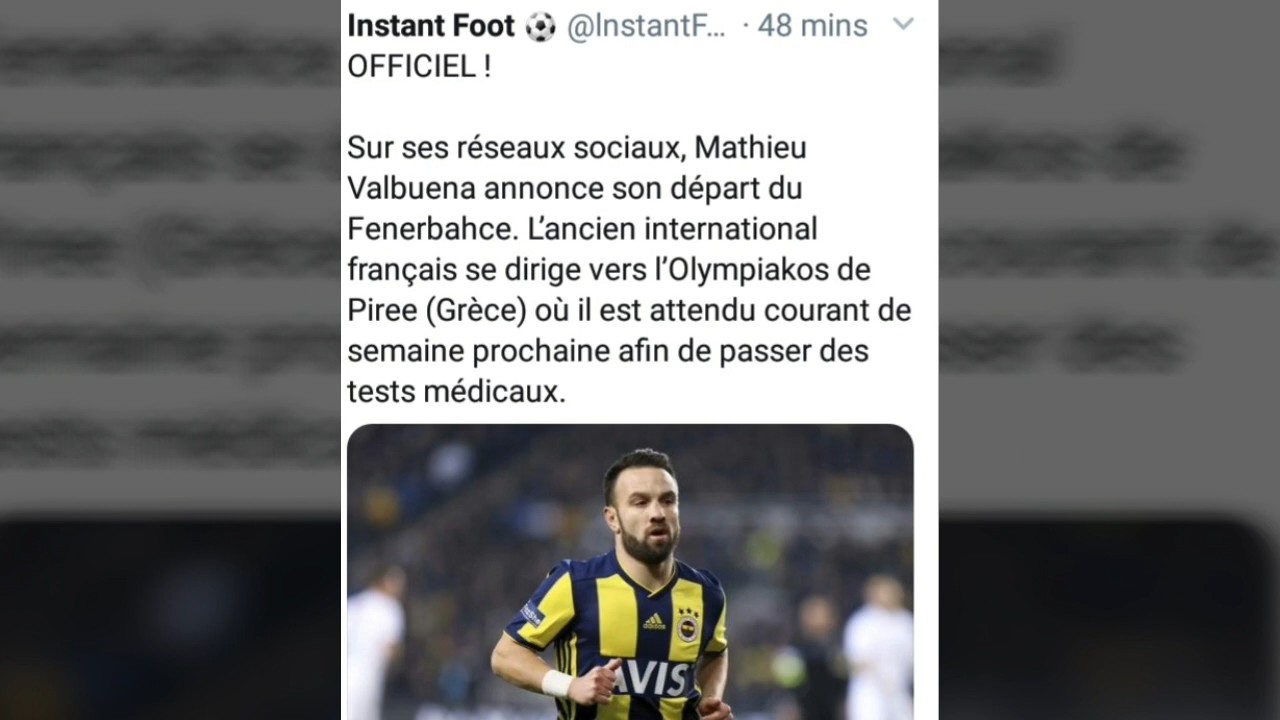 Instant Foot ⚽ @InstantF... · 48 mins
OFFICIEL !
Sur ses réseaux sociaux, Mathieu
Valbuena annonce son départ du
Fenerbahce. L’ancien international
français se dirige vers l’Olympiakos de
Piree (Grèce) où il est attendu courant de
semaine prochaine afin de passer des
tests médicaux.
adidas
AVIS